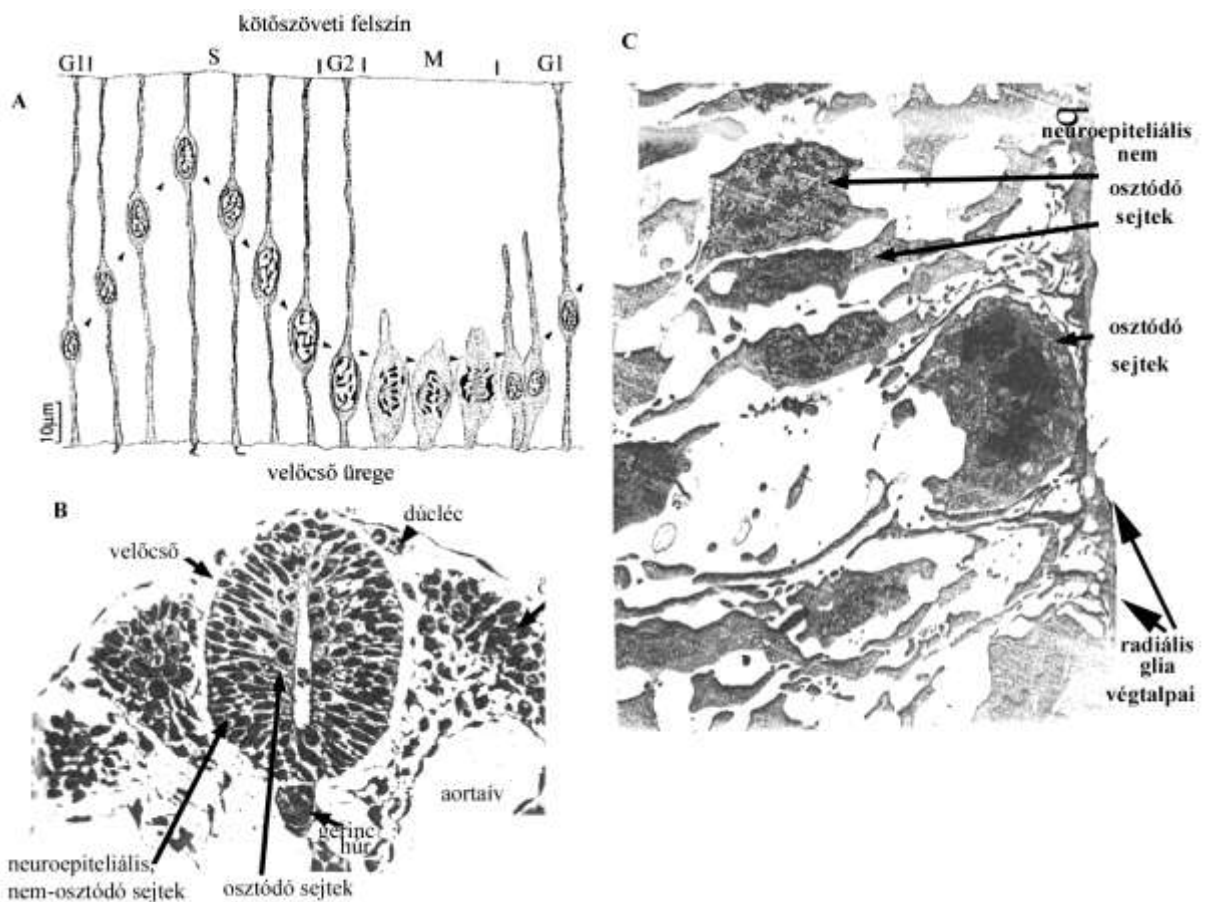 kötőszöveti felszín
G1 S G2 M G1
A
10µm
velőcső ürege
B
dúcléc
velőcső
aortaív
gerinc
húr
neuroepiteliális,
nem-osztódó sejtek
osztódó sejtek
C
b
neuroepiteliális
nem
osztódó
sejtek
osztódó
sejtek
radiális
glia
végtalpai